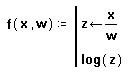 f(x,w) := | z ← x/w
log(z)